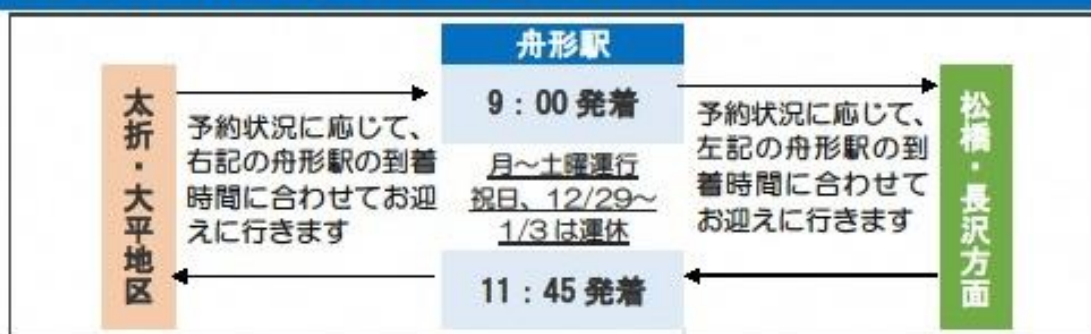 舟形駅
太折・大平地区
予約状況に応じて、
右記の舟形駅の到着
時間に合わせてお迎
えに行きます
9：00 発着
月～土曜運行
祝日、12/29～
1/3 は運休
11：45 発着
予約状況に応じて、
左記の舟形駅の到
着時間に合わせて
お迎えに行きます
松橋・長沢方面